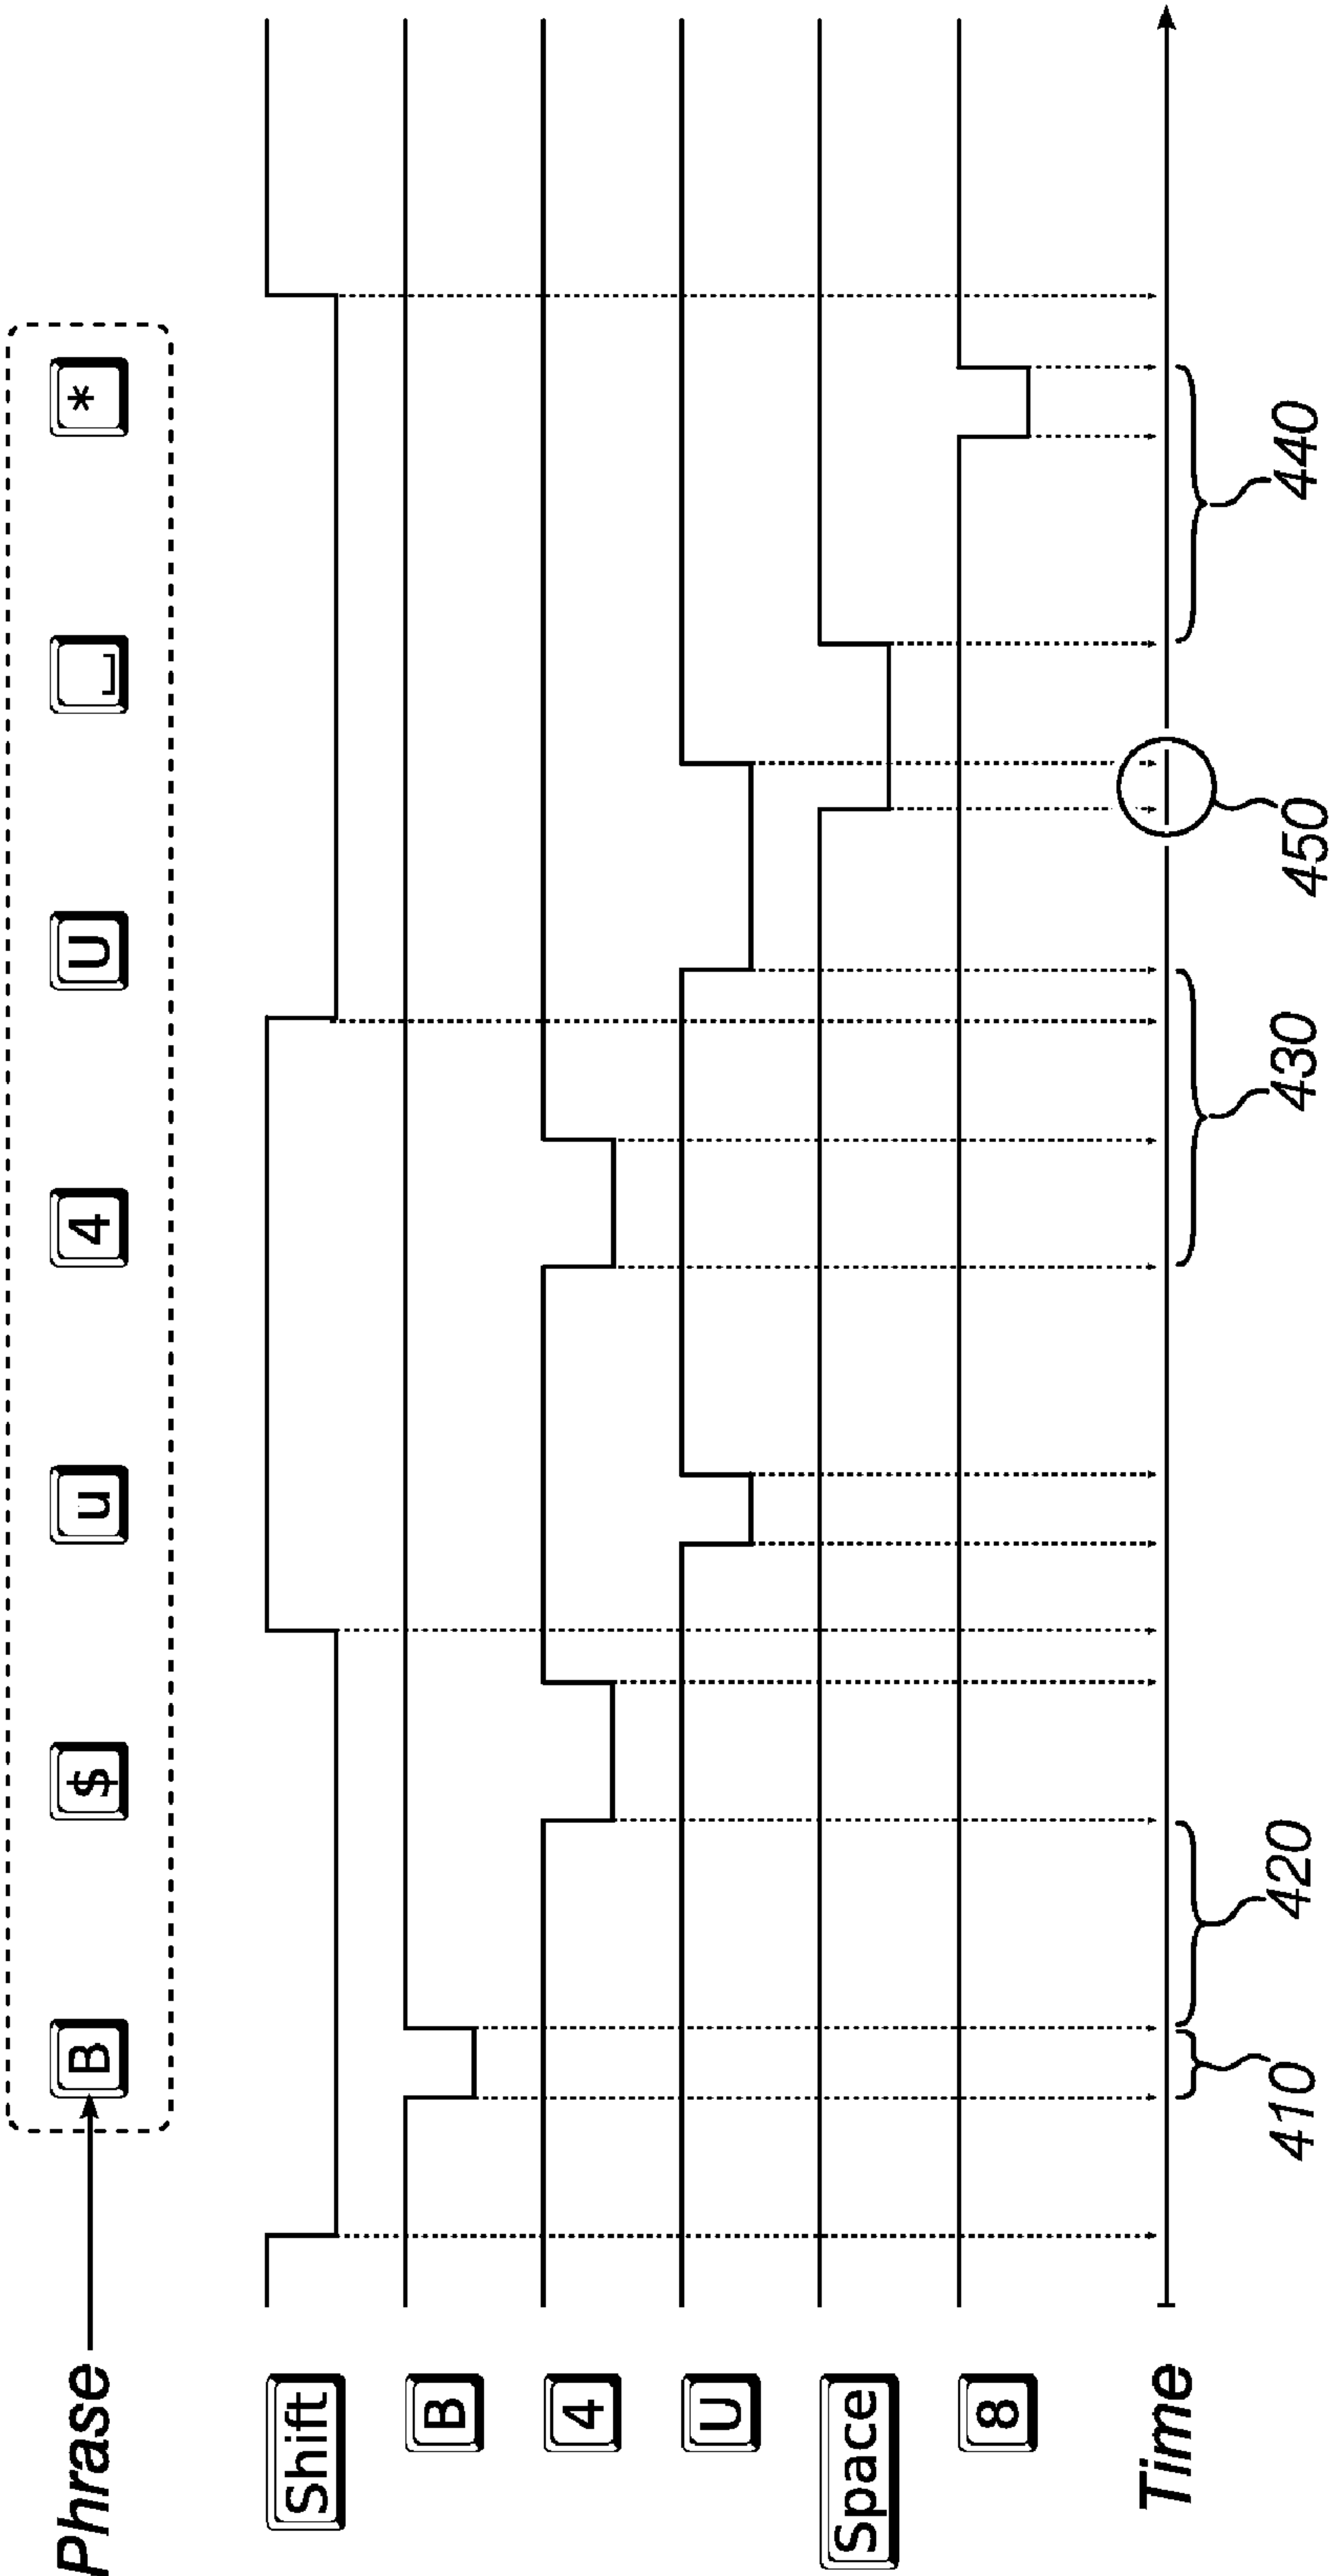 Phrase B $ u 4 U ⎵ *
Shift
B
4
U
Space
8
Time
410 420 430 450 440